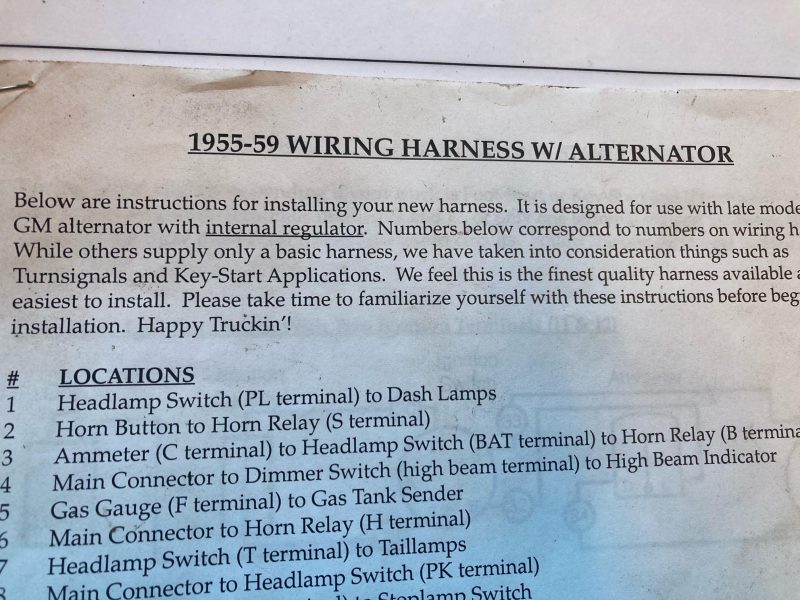 1955-59 WIRING HARNESS W/ ALTERNATOR
Below are instructions for installing your new harness. It is designed for use with late mode
GM alternator with internal regulator. Numbers below correspond to numbers on wiring h
While others supply only a basic harness, we have taken into consideration things such as
Turnsignals and Key-Start Applications. We feel this is the finest quality harness available a
easiest to install. Please take time to familiarize yourself with these instructions before beg
installation. Happy Truckin'!
# LOCATIONS
1 Headlamp Switch (PL terminal) to Dash Lamps
2 Horn Button to Horn Relay (S terminal)
3 Ammeter (C terminal) to Headlamp Switch (BAT terminal) to Horn Relay (B termina
4 Main Connector to Dimmer Switch (high beam terminal) to High Beam Indicator
5 Gas Gauge (F terminal) to Gas Tank Sender
6 Main Connector to Horn Relay (H terminal)
7 Headlamp Switch (T terminal) to Taillamps
8 Main Connector to Headlamp Switch (PK terminal)
to Stoplamp Switch